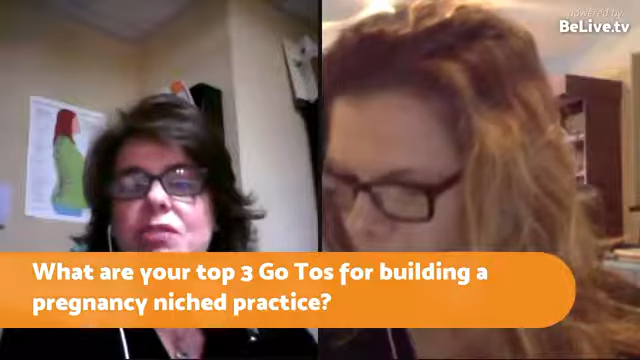 powered by
BeLive.tv
What are your top 3 Go Tos for building a
pregnancy niched practice?